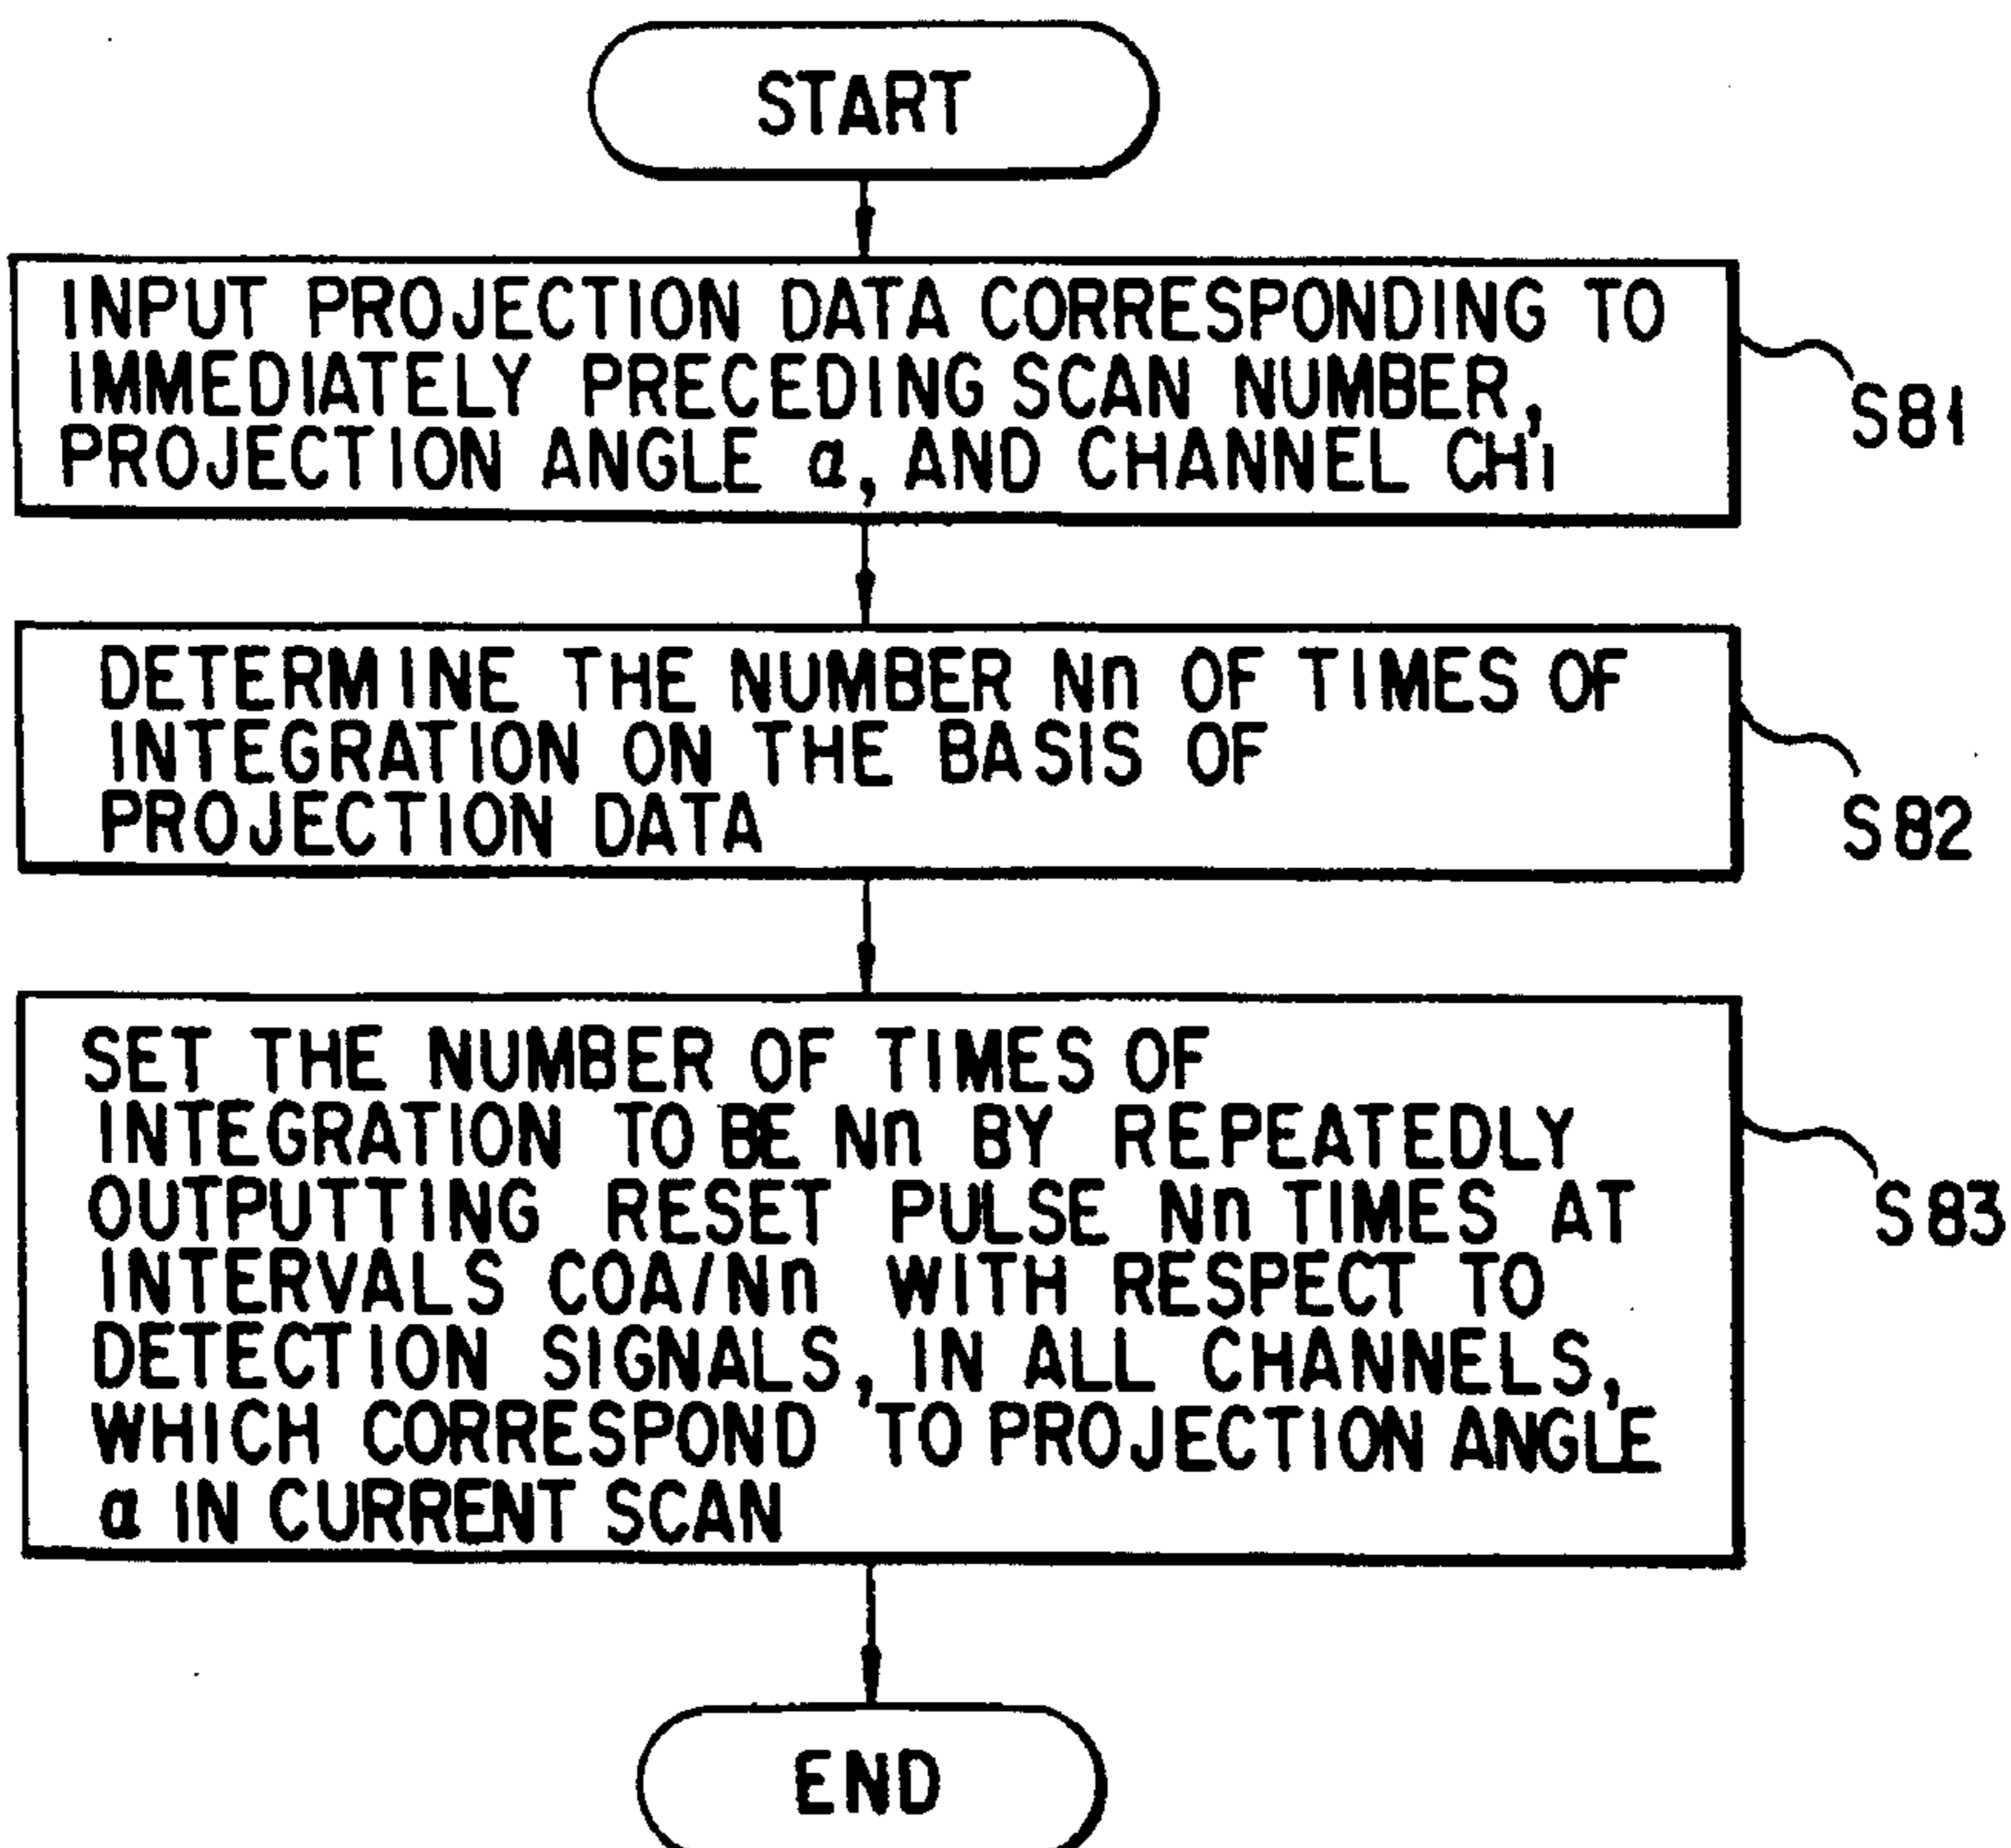 START
INPUT PROJECTION DATA CORRESPONDING TO
IMMEDIATELY PRECEDING SCAN NUMBER,
PROJECTION ANGLE α, AND CHANNEL CHi
S81
DETERMINE THE NUMBER Nn OF TIMES OF
INTEGRATION ON THE BASIS OF
PROJECTION DATA
S82
SET THE NUMBER OF TIMES OF
INTEGRATION TO BE Nn BY REPEATEDLY
OUTPUTTING RESET PULSE Nn TIMES AT
INTERVALS COA/Nn WITH RESPECT TO
DETECTION SIGNALS, IN ALL CHANNELS,
WHICH CORRESPOND TO PROJECTION ANGLE
α IN CURRENT SCAN
S83
END